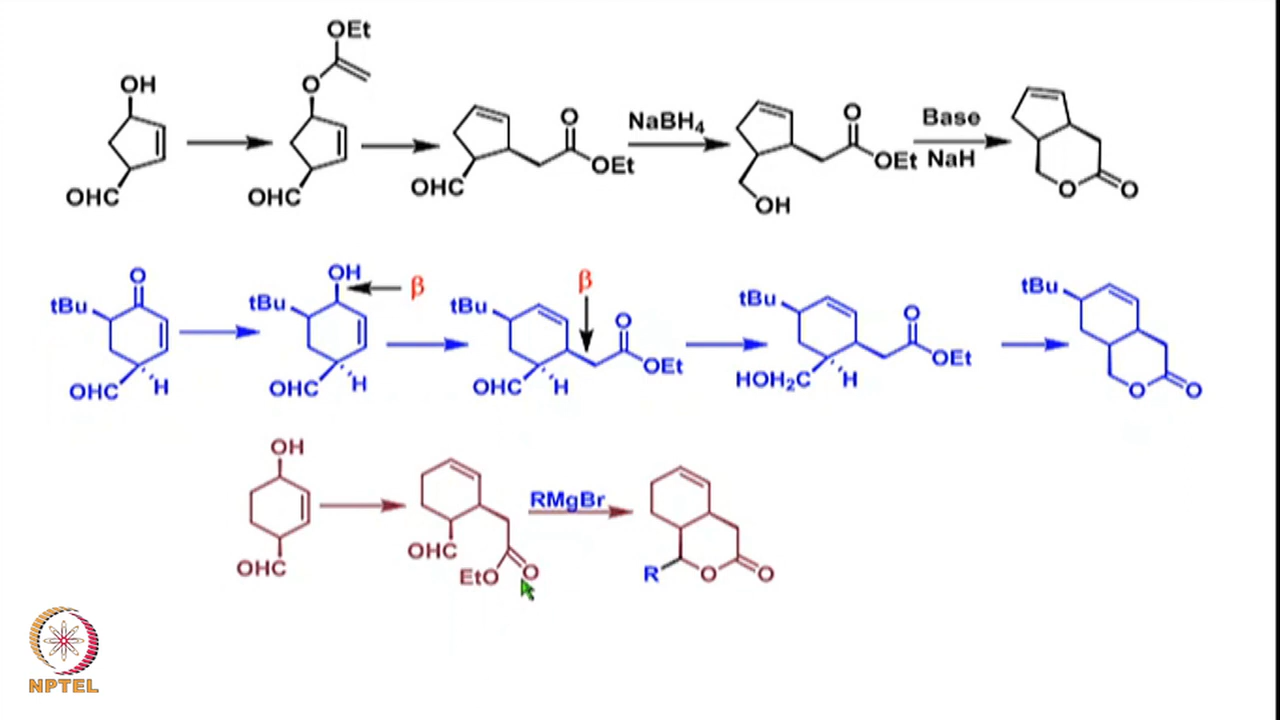 OEt
OH O
OHC OHC OHC O OEt NaBH₄ O OEt OH Base NaH O O
O tBu OHC H OH tBu OHC H β tBu OHC H β O OEt tBu HOH₂C H O OEt tBu O O
OH OHC OHC EtO O RMgBr R O O
NPTEL